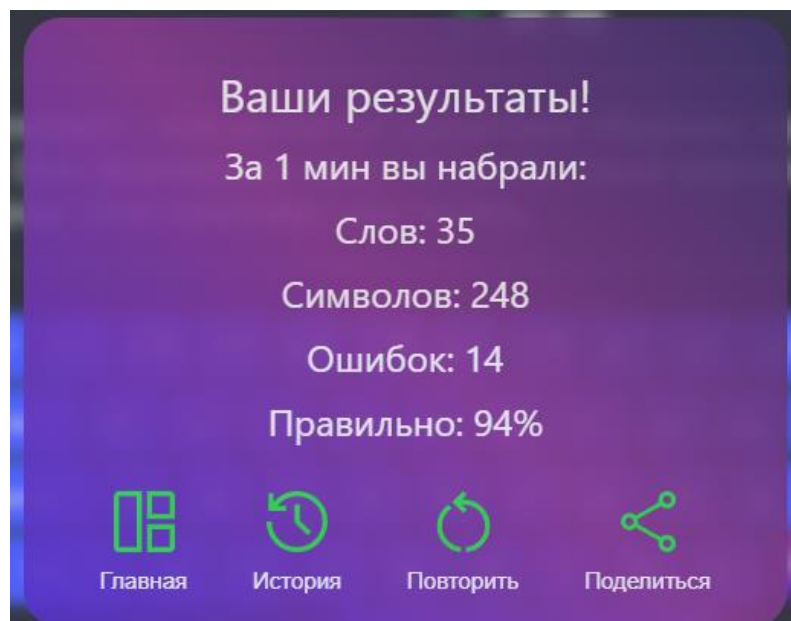 Ваши результаты!
За 1 мин вы набрали:
Слов: 35
Символов: 248
Ошибок: 14
Правильно: 94%
Главная История Повторить Поделиться